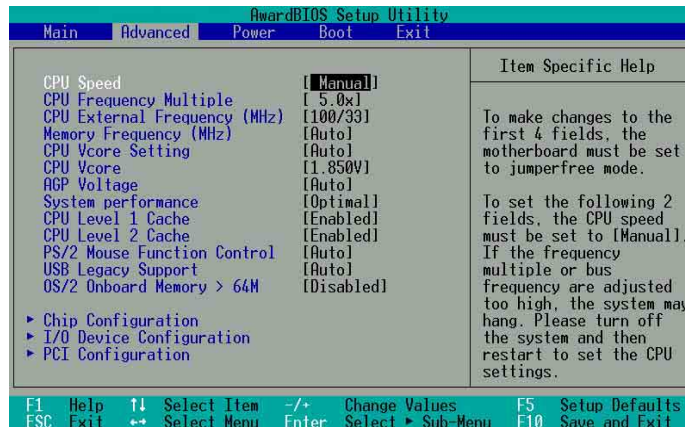 AwardBIOS Setup Utility
Main Advanced Power Boot Exit
CPU Speed [ Manual]
CPU Frequency Multiple [ 5.0x]
CPU External Frequency (MHz) [100/33]
Memory Frequency (MHz) [Auto]
CPU Vcore Setting [Auto]
CPU Vcore [1.850V]
AGP Voltage [Auto]
System performance [Optimal]
CPU Level 1 Cache [Enabled]
CPU Level 2 Cache [Enabled]
PS/2 Mouse Function Control [Auto]
USB Legacy Support [Auto]
OS/2 Onboard Memory > 64M [Disabled]
▸ Chip Configuration
▸ I/O Device Configuration
▸ PCI Configuration
Item Specific Help
To make changes to the
first 4 fields, the
motherboard must be set
to jumperfree mode.
To set the following 2
fields, the CPU speed
must be set to [Manual].
If the frequency
multiple or bus
frequency are adjusted
too high, the system may
hang. Please turn off
the system and then
restart to set the CPU
settings.
F1 Help ↑↓ Select Item -/+ Change Values F5 Setup Defaults
ESC Exit ↔ Select Menu Enter Select ▸ Sub-Menu F10 Save and Exit